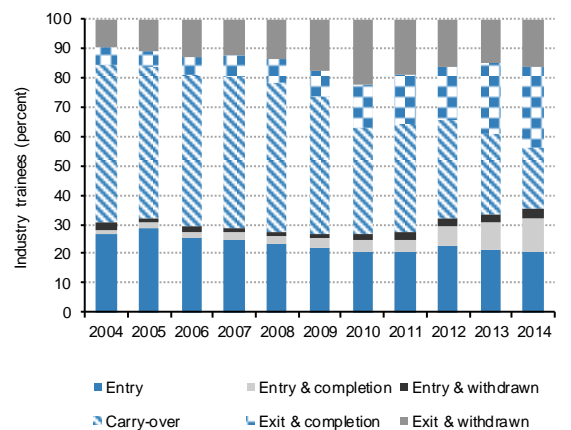 Industry trainees (percent)
100
90
80
70
60
50
40
30
20
10
0
2004 2005 2006 2007 2008 2009 2010 2011 2012 2013 2014
Entry Entry & completion Entry & withdrawn
Carry-over Exit & completion Exit & withdrawn